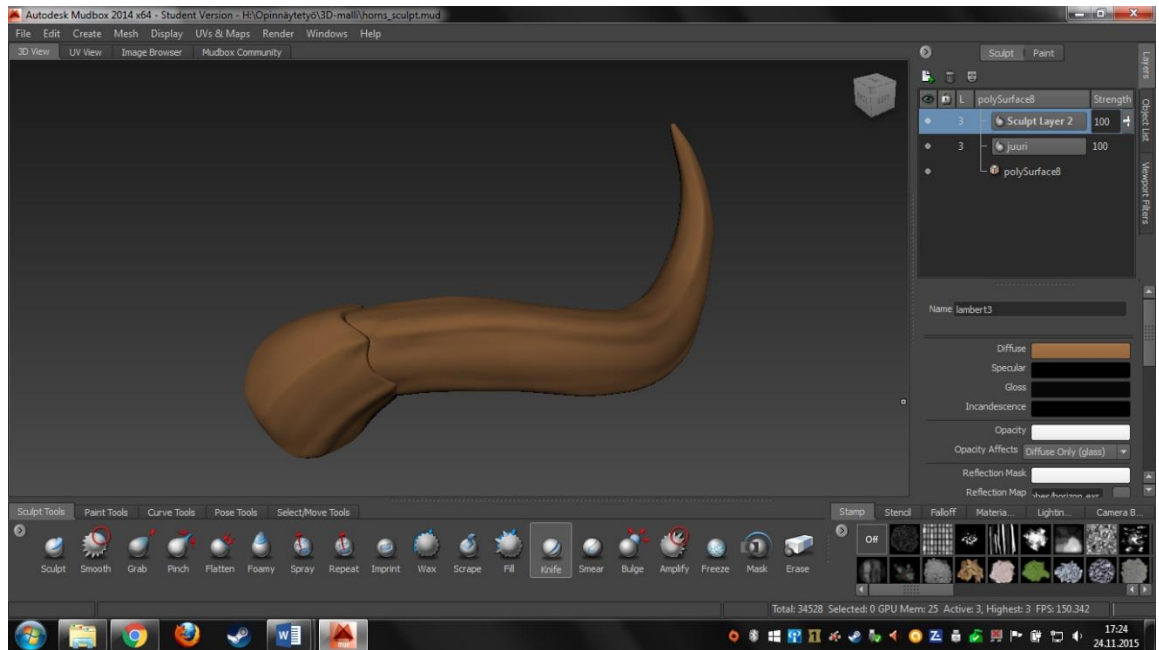 Autodesk Mudbox 2014 x64 - Student Version - H:\Opinnäytetyö\3D-malli\horns_sculpt.mud
File Edit Create Mesh Display UVs & Maps Render Windows Help
3D View UV View Image Browser Mudbox Community
Sculpt Paint
Layers
Object List
Viewport Filters
L polySurface8 Strength
3 Sculpt Layer 2 100
3 juuri 100
polySurface8
Name lambert3
Diffuse
Specular
Gloss
Incandescence
Opacity
Opacity Affects Diffuse Only (glass)
Reflection Mask
Reflection Map
Sculpt Tools Paint Tools Curve Tools Pose Tools Select/Move Tools
Stamp Stencil Falloff Materia... Lightin... Camera B...
Off
Sculpt Smooth Grab Pinch Flatten Foamy Spray Repeat Imprint Wax Scrape Fill Knife Smear Bulge Amplify Freeze Mask Erase
Total: 34528 Selected: 0 GPU Mem: 25 Active: 3, Highest: 3 FPS: 150.342
17:24
24.11.2015